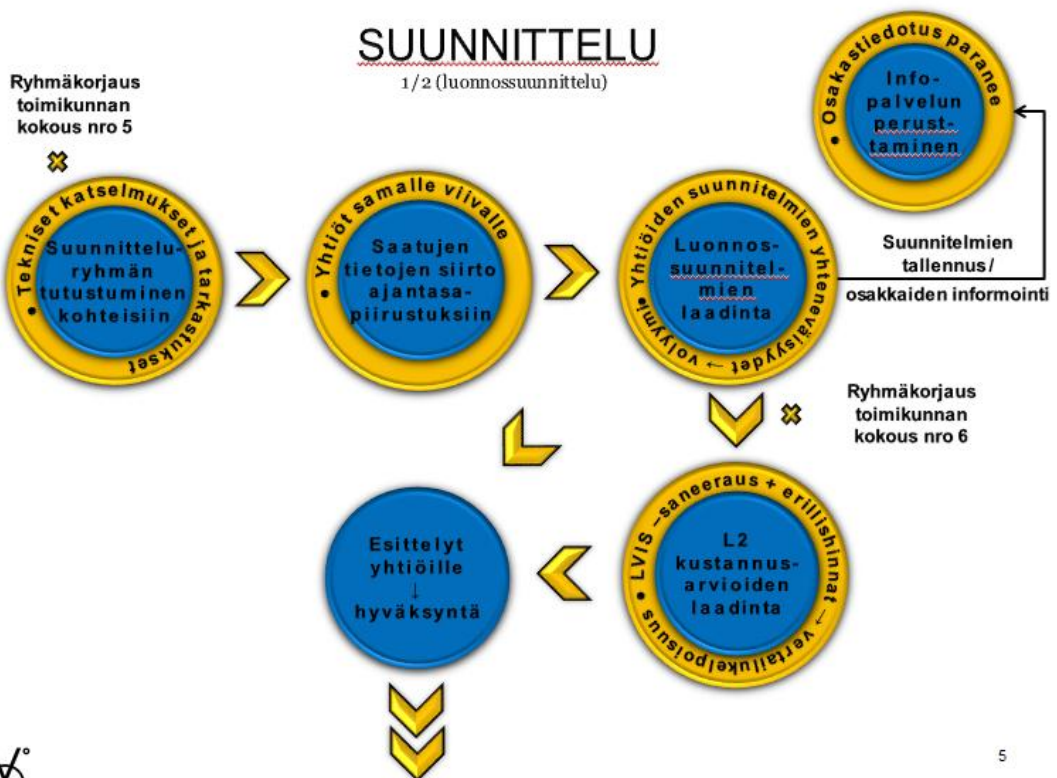 SUUNNITTELU
1/2 (luonnossuunnittelu)
Ryhmäkorjaus
toimikunnan
kokous nro 5
• Tekniset katselmukset ja tarkastukset
Suunnittelu-
ryhmän
tutustuminen
kohteisiin
• Yhtiöt samalle viivalle
Saatujen
tietojen siirto
ajantasa-
piirustuksiin
• Yhtiöiden suunnitelmien yhteneväisyydet → volyymi
Luonnos-
suunnitel-
mien
laadinta
• Osakastiedotus paranee
Info-
palvelun
perust-
taminen
Suunnitelmien
tallennus/
osakkaiden informointi
Ryhmäkorjaus
toimikunnan
kokous nro 6
• LVIS –saneeraus + erillishinnat → vertailukelpoisuus
L2
kustannus-
arvioiden
laadinta
Esittelyt
yhtiöille
↓
hyväksyntä
5